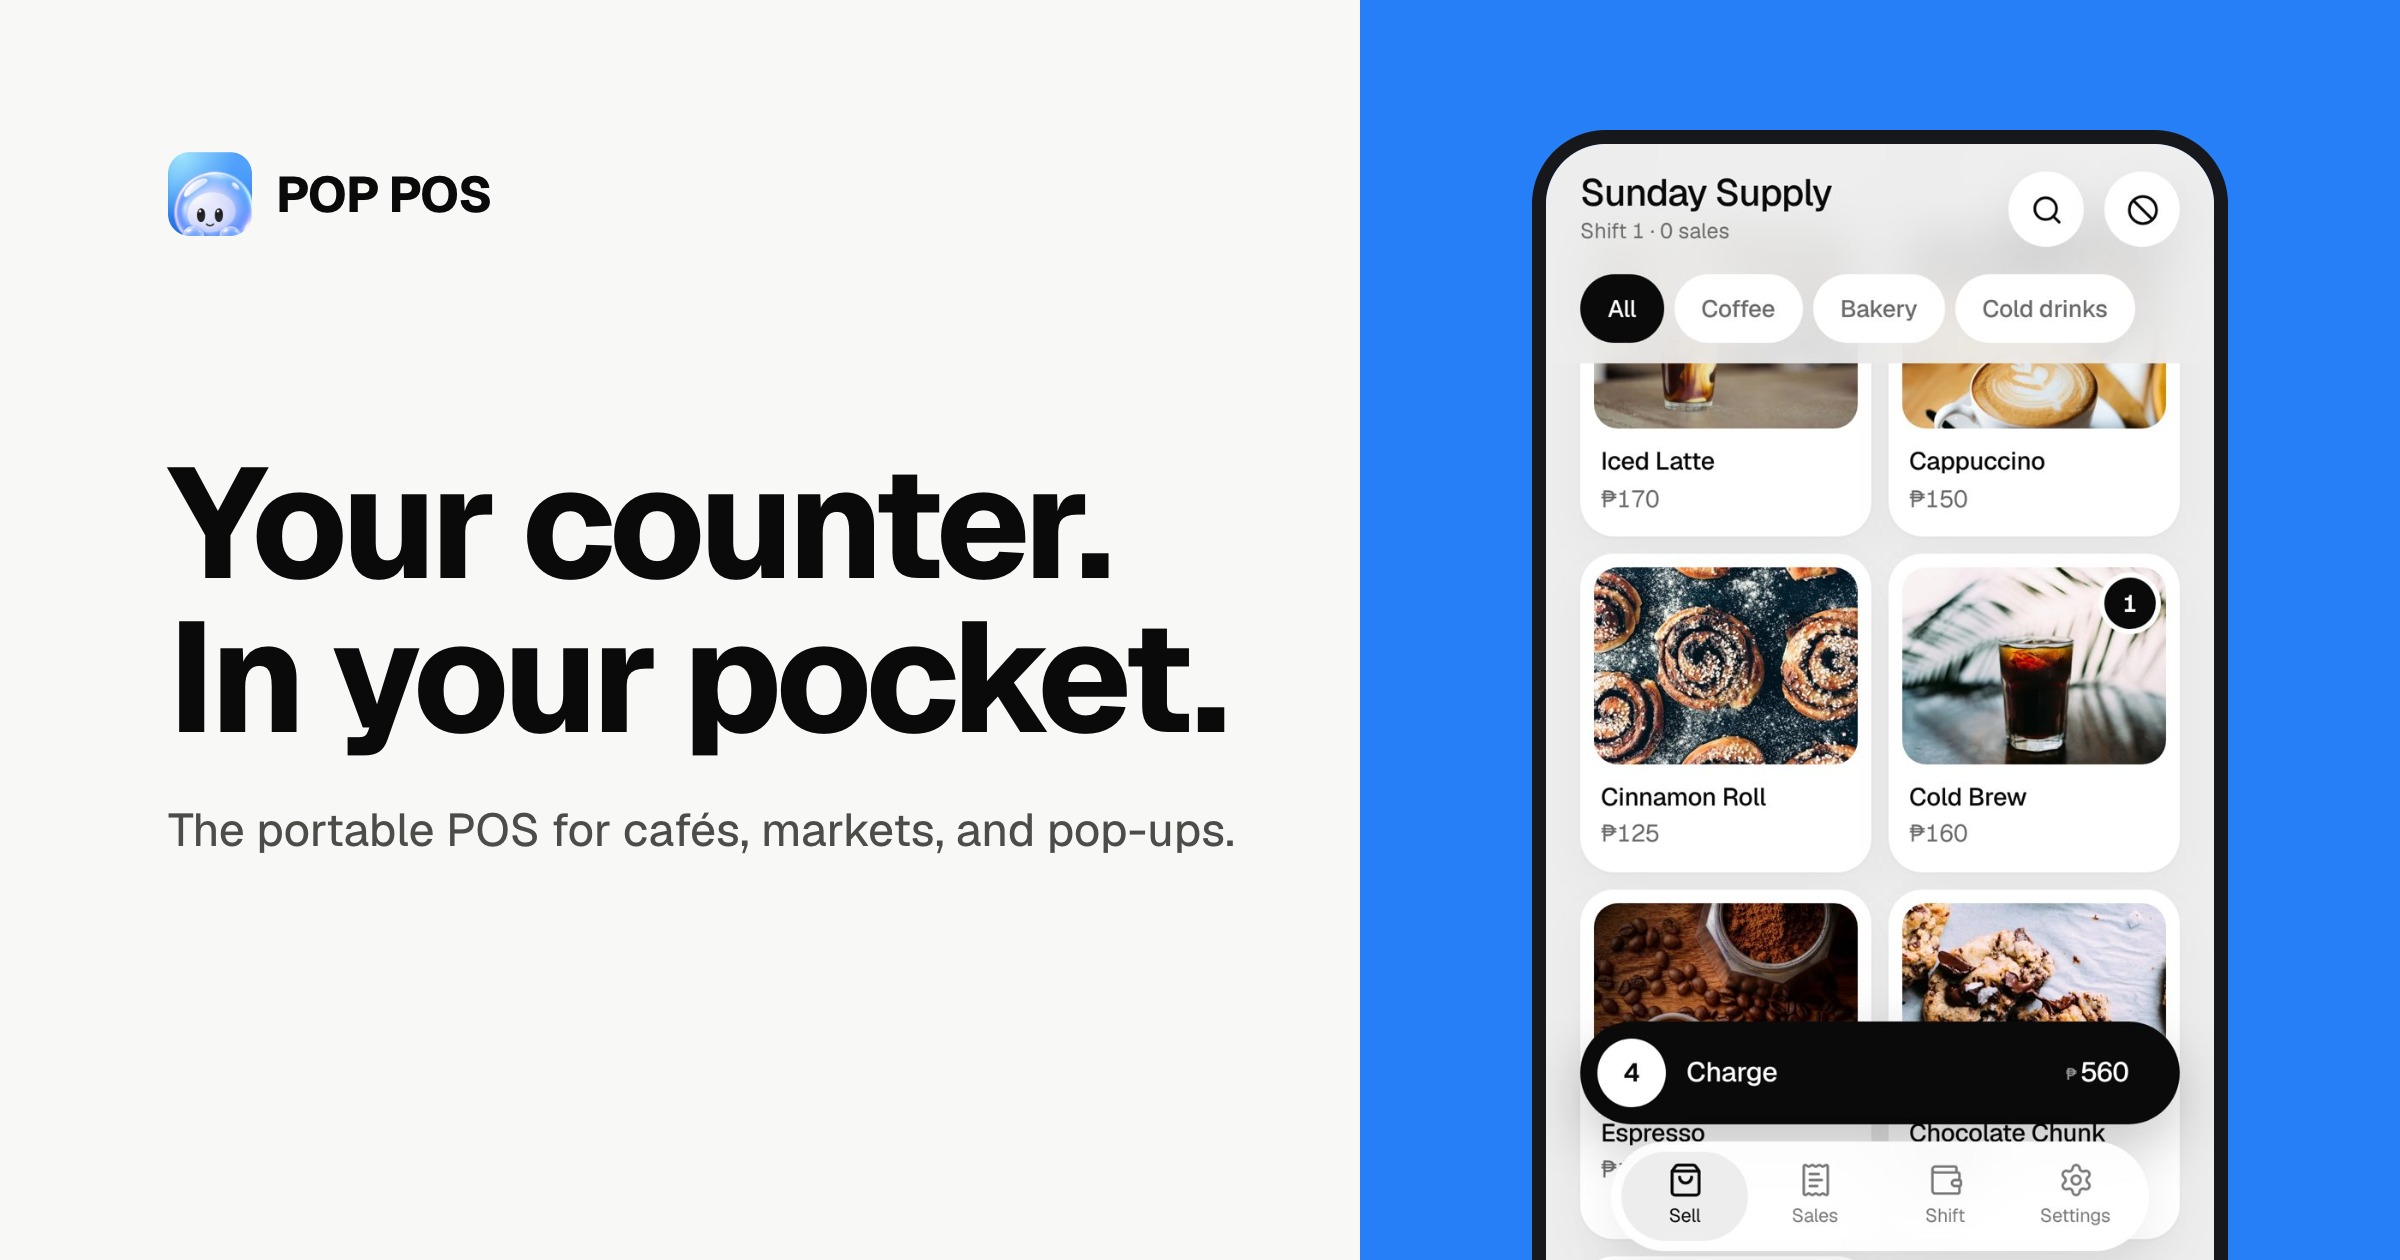 POP POS
Your counter.
In your pocket.
The portable POS for cafés, markets, and pop-ups.
Sunday Supply
Shift 1 · 0 sales
All
Coffee
Bakery
Cold drinks
Iced Latte
₱170
Cappuccino
₱150
1
Cinnamon Roll
₱125
Cold Brew
₱160
4
Charge
₱560
Espresso
Chocolate Chunk
Sell
Sales
Shift
Settings